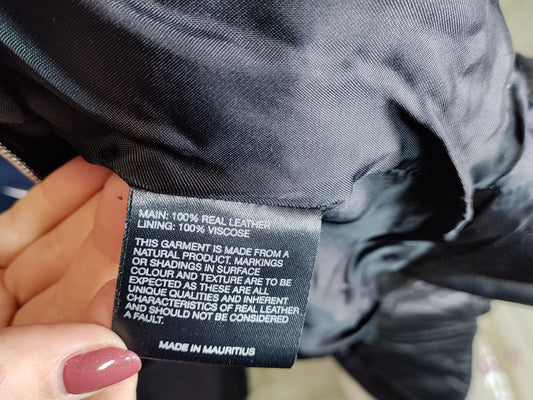 MAIN: 100% REAL LEATHER
LINING: 100% VISCOSE
THIS GARMENT IS MADE FROM A
NATURAL PRODUCT. MARKINGS
OR SHADINGS IN SURFACE
COLOUR AND TEXTURE ARE TO BE
EXPECTED AS THESE ARE ALL
UNIQUE QUALITIES AND INHERENT
CHARACTERISTICS OF REAL LEATHER
AND SHOULD NOT BE CONSIDERED
A FAULT.
MADE IN MAURITIUS